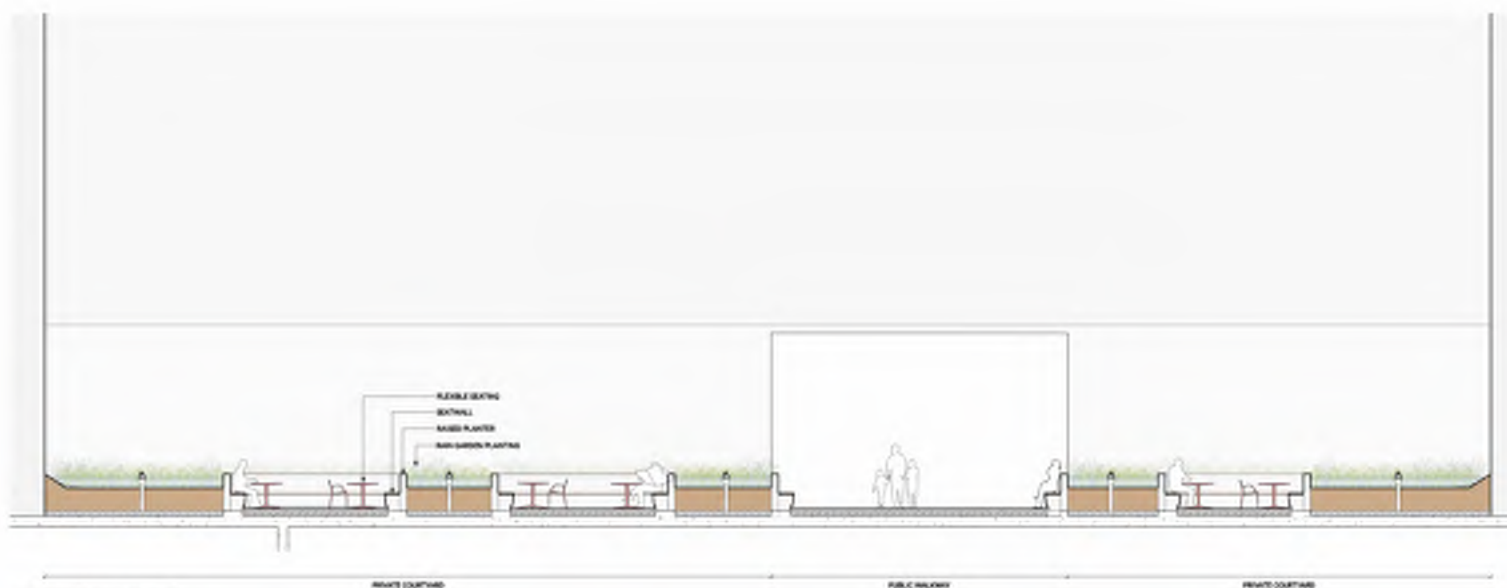 FLEXIBLE SEATING
SEATWALL
RAISED PLANTER
RAIN GARDEN PLANTING
PRIVATE COURTYARD
PUBLIC WALKWAY
PRIVATE COURTYARD